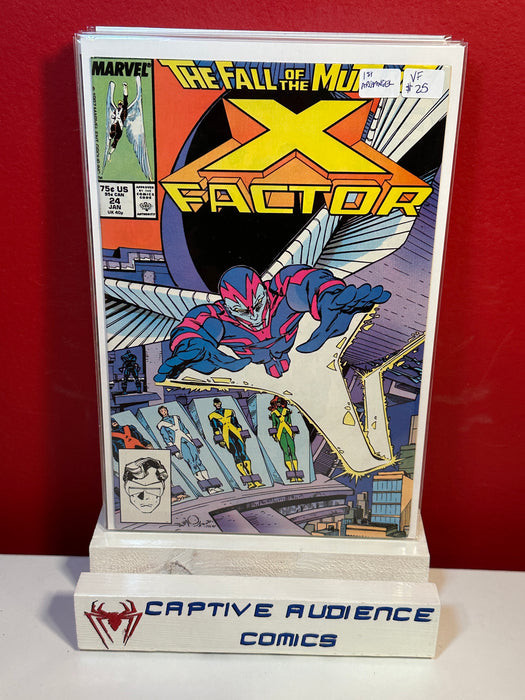 MARVEL
THE FALL OF THE MUT
1ST
ARCHANGEL
VF
$25
X
FACTOR
75¢ US
95¢ CAN
24
JAN
UK 40p
APPROVED
BY THE
COMICS
CODE
AUTHORITY
CAPTIVE AUDIENCE
COMICS